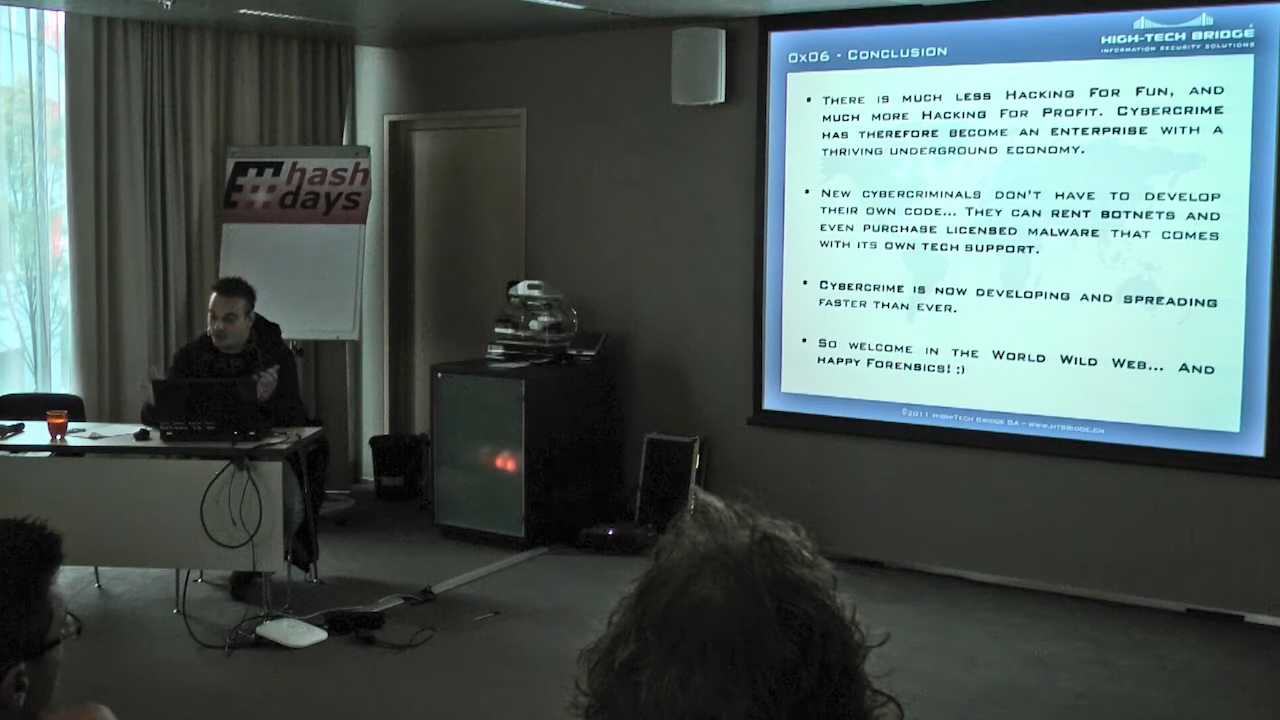 hash
days
HIGH-TECH BRIDGE
INFORMATION SECURITY SOLUTIONS
0x06 - Conclusion
There is much less Hacking For Fun, and
much more Hacking For Profit. Cybercrime
has therefore become an enterprise with a
thriving underground economy.
New cybercriminals don't have to develop
their own code... They can rent botnets and
even purchase licensed malware that comes
with its own tech support.
Cybercrime is now developing and spreading
faster than ever.
So welcome in the World Wild Web... And
happy Forensics! :)
©2011 High-Tech Bridge SA – www.htbridge.ch